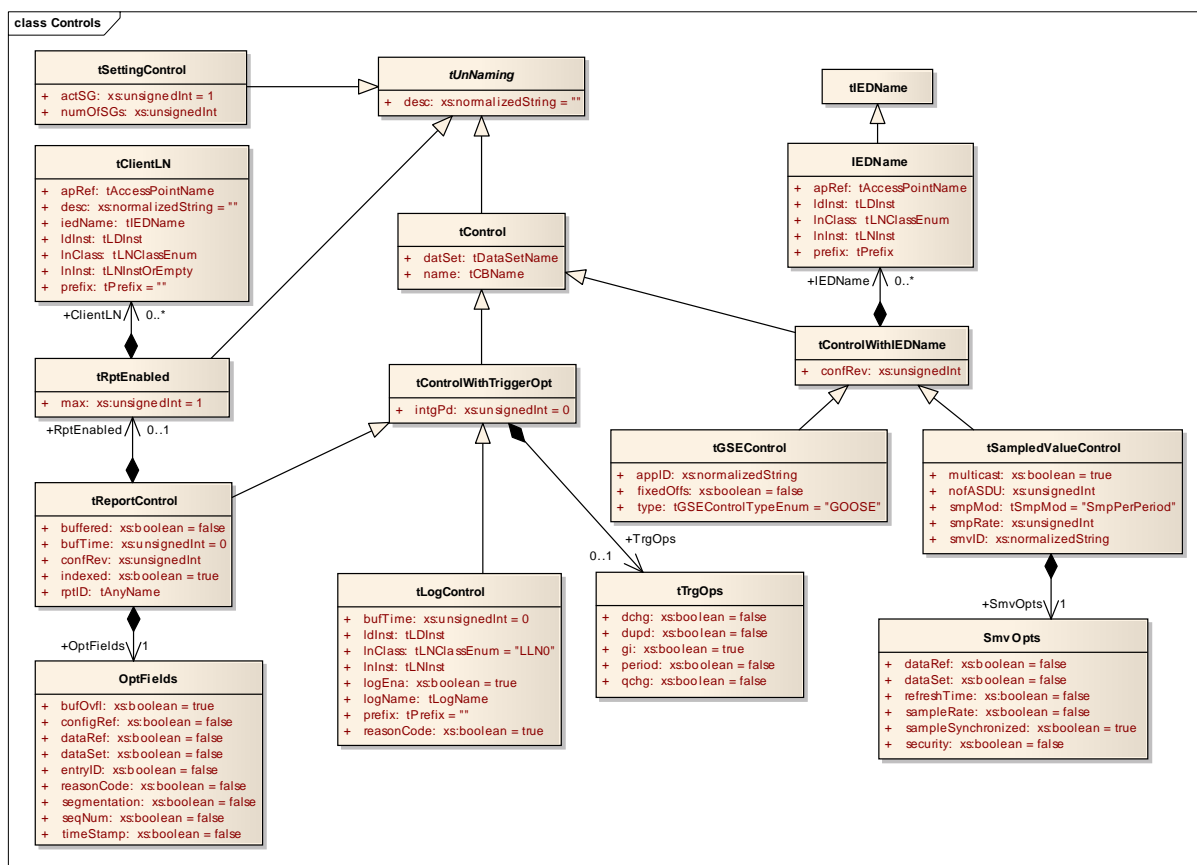 class Controls
tSettingControl
+ actSG: xs:unsignedInt = 1
+ numOfSGs: xs:unsignedInt
tUnNaming
+ desc: xs:normalizedString = ""
tIEDName
tClientLN
+ apRef: tAccessPointName
+ desc: xs:normalizedString = ""
+ iedName: tIEDName
+ ldInst: tLDInst
+ lnClass: tLNClassEnum
+ lnInst: tLNInstOrEmpty
+ prefix: tPrefix = ""
IEDName
+ apRef: tAccessPointName
+ ldInst: tLDInst
+ lnClass: tLNClassEnum
+ lnInst: tLNInst
+ prefix: tPrefix
tControl
+ datSet: tDataSetName
+ name: tCBName
+IEDName 0..*
+ClientLN 0..*
tControlWithIEDName
+ confRev: xs:unsignedInt
tRptEnabled
+ max: xs:unsignedInt = 1
tControlWithTriggerOpt
+ intgPd: xs:unsignedInt = 0
+RptEnabled 0..1
tGSEControl
+ appID: xs:normalizedString
+ fixedOffs: xs:boolean = false
+ type: tGSEControlTypeEnum = "GOOSE"
tSampledValueControl
+ multicast: xs:boolean = true
+ nofASDU: xs:unsignedInt
+ smpMod: tSmpMod = "SmpPerPeriod"
+ smpRate: xs:unsignedInt
+ smvID: xs:normalizedString
tReportControl
+ buffered: xs:boolean = false
+ bufTime: xs:unsignedInt = 0
+ confRev: xs:unsignedInt
+ indexed: xs:boolean = true
+ rptID: tAnyName
+TrgOps
0..1
tLogControl
+ bufTime: xs:unsignedInt = 0
+ ldInst: tLDInst
+ lnClass: tLNClassEnum = "LLN0"
+ lnInst: tLNInst
+ logEna: xs:boolean = true
+ logName: tLogName
+ prefix: tPrefix = ""
+ reasonCode: xs:boolean = true
tTrgOps
+ dchg: xs:boolean = false
+ dupd: xs:boolean = false
+ gi: xs:boolean = true
+ period: xs:boolean = false
+ qchg: xs:boolean = false
+SmvOpts 1
SmvOpts
+ dataRef: xs:boolean = false
+ dataSet: xs:boolean = false
+ refreshTime: xs:boolean = false
+ sampleRate: xs:boolean = false
+ sampleSynchronized: xs:boolean = true
+ security: xs:boolean = false
+OptFields 1
OptFields
+ bufOvfl: xs:boolean = true
+ configRef: xs:boolean = false
+ dataRef: xs:boolean = false
+ dataSet: xs:boolean = false
+ entryID: xs:boolean = false
+ reasonCode: xs:boolean = false
+ segmentation: xs:boolean = false
+ seqNum: xs:boolean = false
+ timeStamp: xs:boolean = false